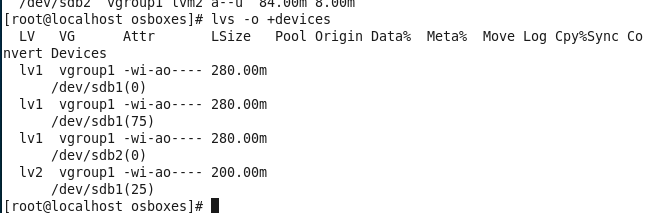 /dev/sdb2  vgroup1 lvm2 a--u  84.00m 8.00m
[root@localhost osboxes]# lvs -o +devices
  LV   VG      Attr       LSize   Pool Origin Data%  Meta%  Move Log Cpy%Sync Co
nvert Devices
  lv1  vgroup1 -wi-ao---- 280.00m
      /dev/sdb1(0)
  lv1  vgroup1 -wi-ao---- 280.00m
      /dev/sdb1(75)
  lv1  vgroup1 -wi-ao---- 280.00m
      /dev/sdb2(0)
  lv2  vgroup1 -wi-ao---- 200.00m
      /dev/sdb1(25)
[root@localhost osboxes]#